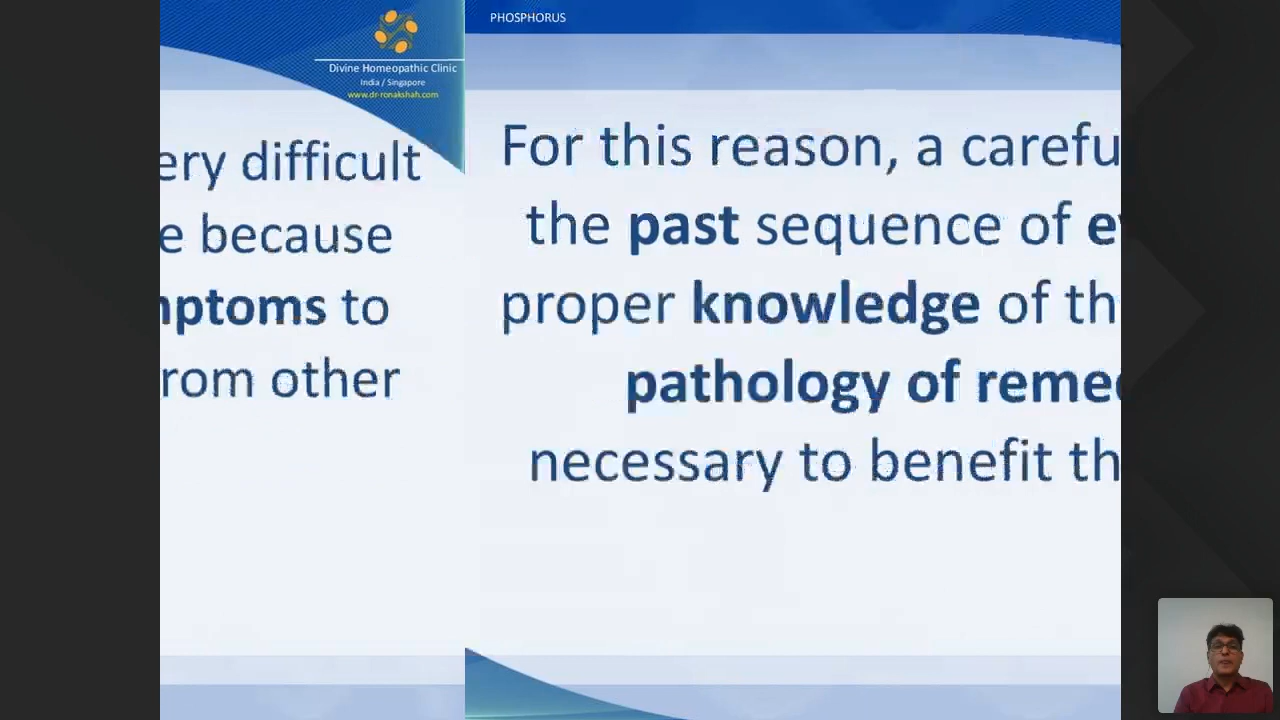 Divine Homeopathic Clinic
India / Singapore
www.dr-ronakshah.com
ery difficult
e because
mptoms to
rom other
PHOSPHORUS
For this reason, a carefu
the past sequence of e
proper knowledge of th
pathology of reme
necessary to benefit th